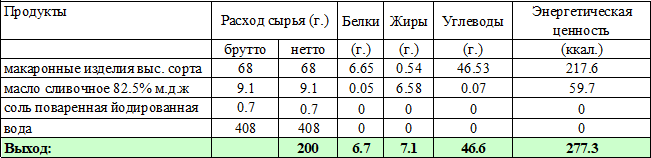 Продукты Расход сырья (г.) Белки Жиры Углеводы Энергетическая ценность
брутто нетто (г.) (г.) (г.) (ккал.)
макаронные изделия выс. сорта 68 68 6.65 0.54 46.53 217.6
масло сливочное 82.5% м.д.ж 9.1 9.1 0.05 6.58 0.07 59.7
соль поваренная йодированная 0.7 0.7 0 0 0 0
вода 408 408 0 0 0 0
Выход: 200 6.7 7.1 46.6 277.3